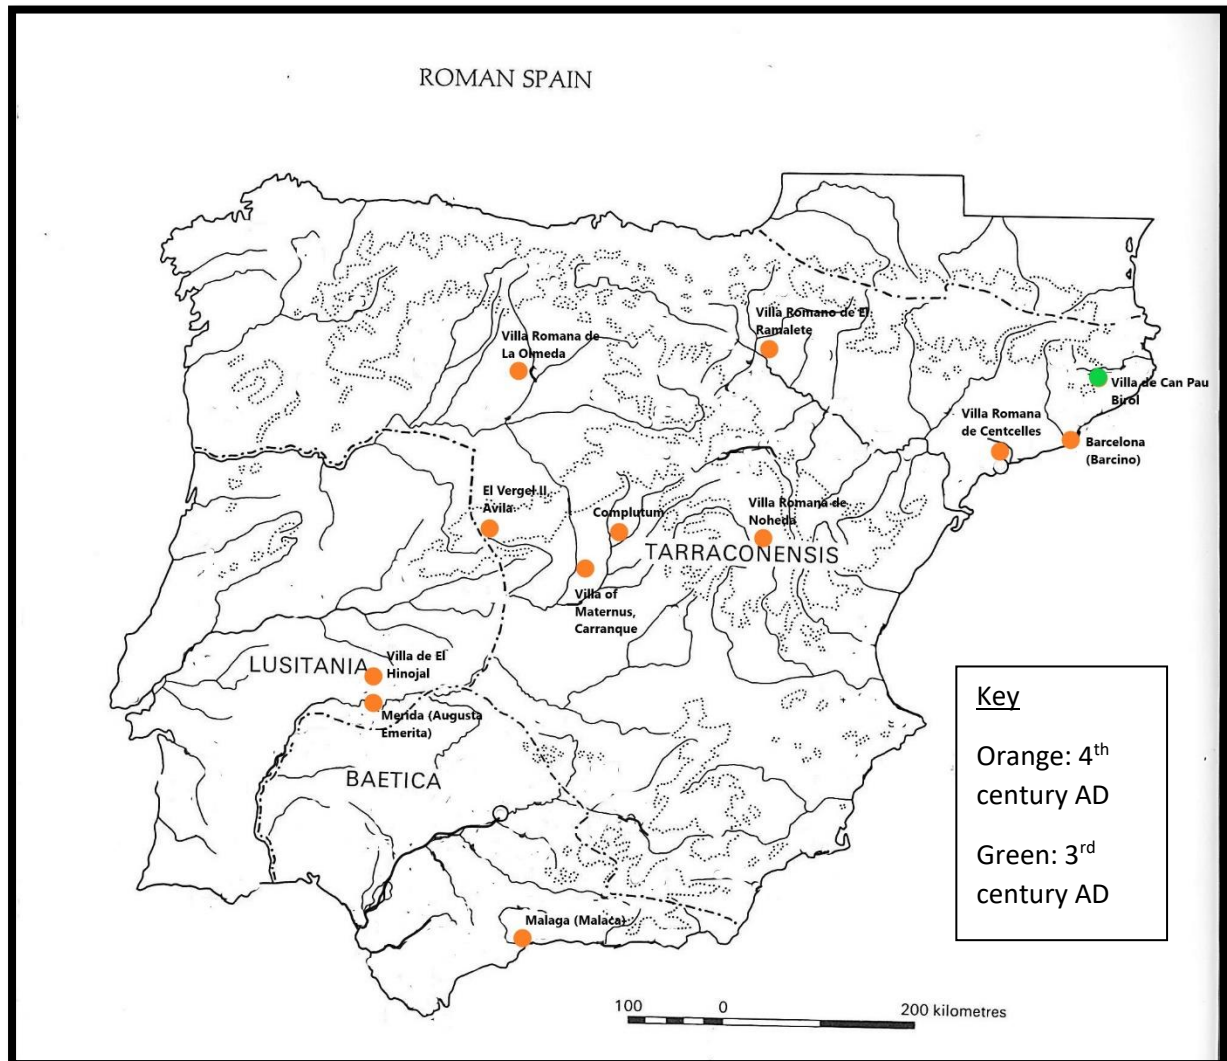 ROMAN SPAIN
Villa Romano de El
Ramalete
Villa Romana de
La Olmeda
Villa de Can Pau
Birol
Villa Romana
de Centcelles
Barcelona
(Barcino)
El Vergel II
Avila
Complutum
Villa Romana de
Noheda
TARRACONENSIS
Villa of
Maternus,
Carranque
LUSITANIA
Villa de El
Hinojal
Merida (Augusta
Emerita)
BAETICA
Malaga (Malaca)
Key
Orange: 4th
century AD
Green: 3rd
century AD
100 0 200 kilometres